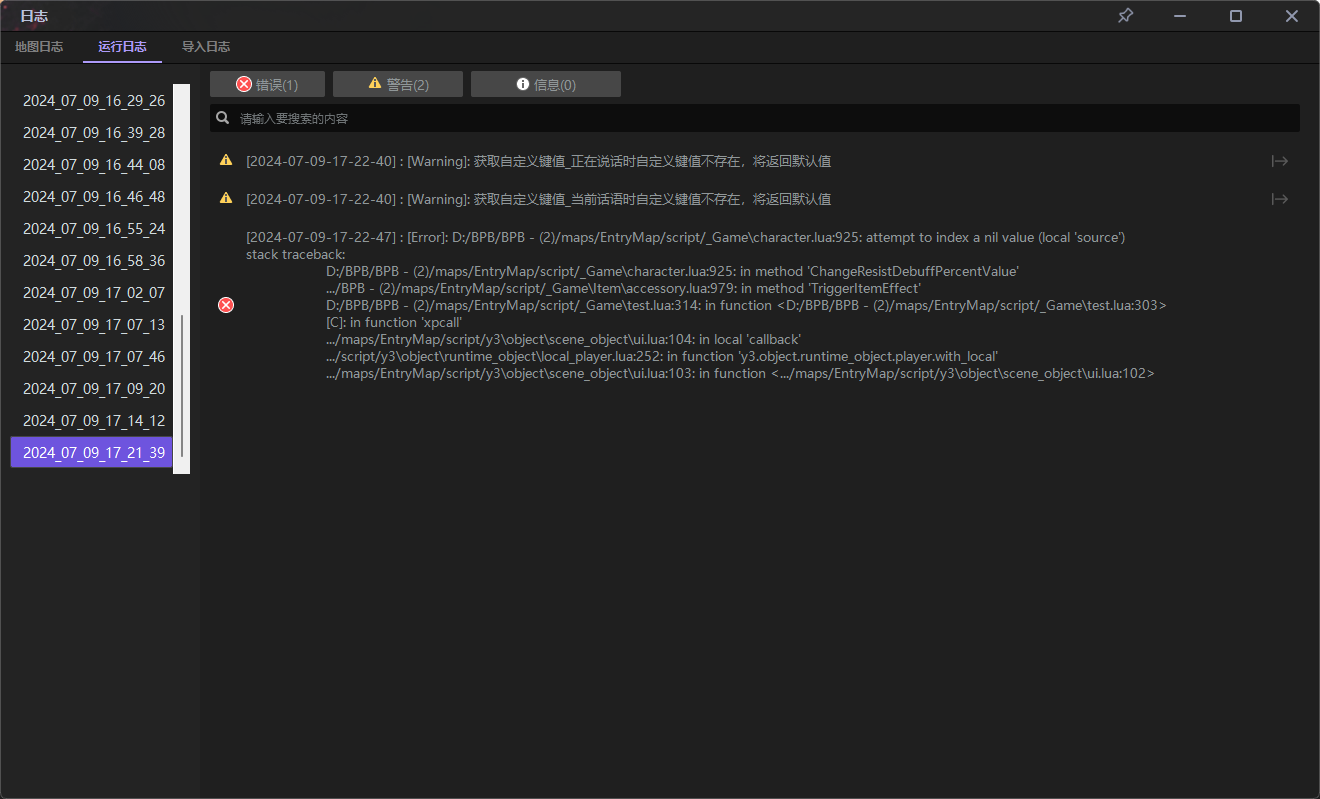 日志
地图日志 运行日志 导入日志
错误(1) 警告(2) 信息(0)
请输入要搜索的内容
2024_07_09_16_29_26
2024_07_09_16_39_28
2024_07_09_16_44_08
2024_07_09_16_46_48
2024_07_09_16_55_24
2024_07_09_16_58_36
2024_07_09_17_02_07
2024_07_09_17_07_13
2024_07_09_17_07_46
2024_07_09_17_09_20
2024_07_09_17_14_12
2024_07_09_17_21_39
[2024-07-09-17-22-40] : [Warning]: 获取自定义键值_正在说话时自定义键值不存在，将返回默认值
[2024-07-09-17-22-40] : [Warning]: 获取自定义键值_当前话语时自定义键值不存在，将返回默认值
[2024-07-09-17-22-47] : [Error]: D:/BPB/BPB - (2)/maps/EntryMap/script/_Game\character.lua:925: attempt to index a nil value (local 'source')
stack traceback:
D:/BPB/BPB - (2)/maps/EntryMap/script/_Game\character.lua:925: in method 'ChangeResistDebuffPercentValue'
.../BPB - (2)/maps/EntryMap/script/_Game\Item\accessory.lua:979: in method 'TriggerItemEffect'
D:/BPB/BPB - (2)/maps/EntryMap/script/_Game\test.lua:314: in function <D:/BPB/BPB - (2)/maps/EntryMap/script/_Game\test.lua:303>
[C]: in function 'xpcall'
.../maps/EntryMap/script/y3\object\scene_object\ui.lua:104: in local 'callback'
.../script/y3\object\runtime_object\local_player.lua:252: in function 'y3.object.runtime_object.player.with_local'
.../maps/EntryMap/script/y3\object\scene_object\ui.lua:103: in function <.../maps/EntryMap/script/y3\object\scene_object\ui.lua:102>